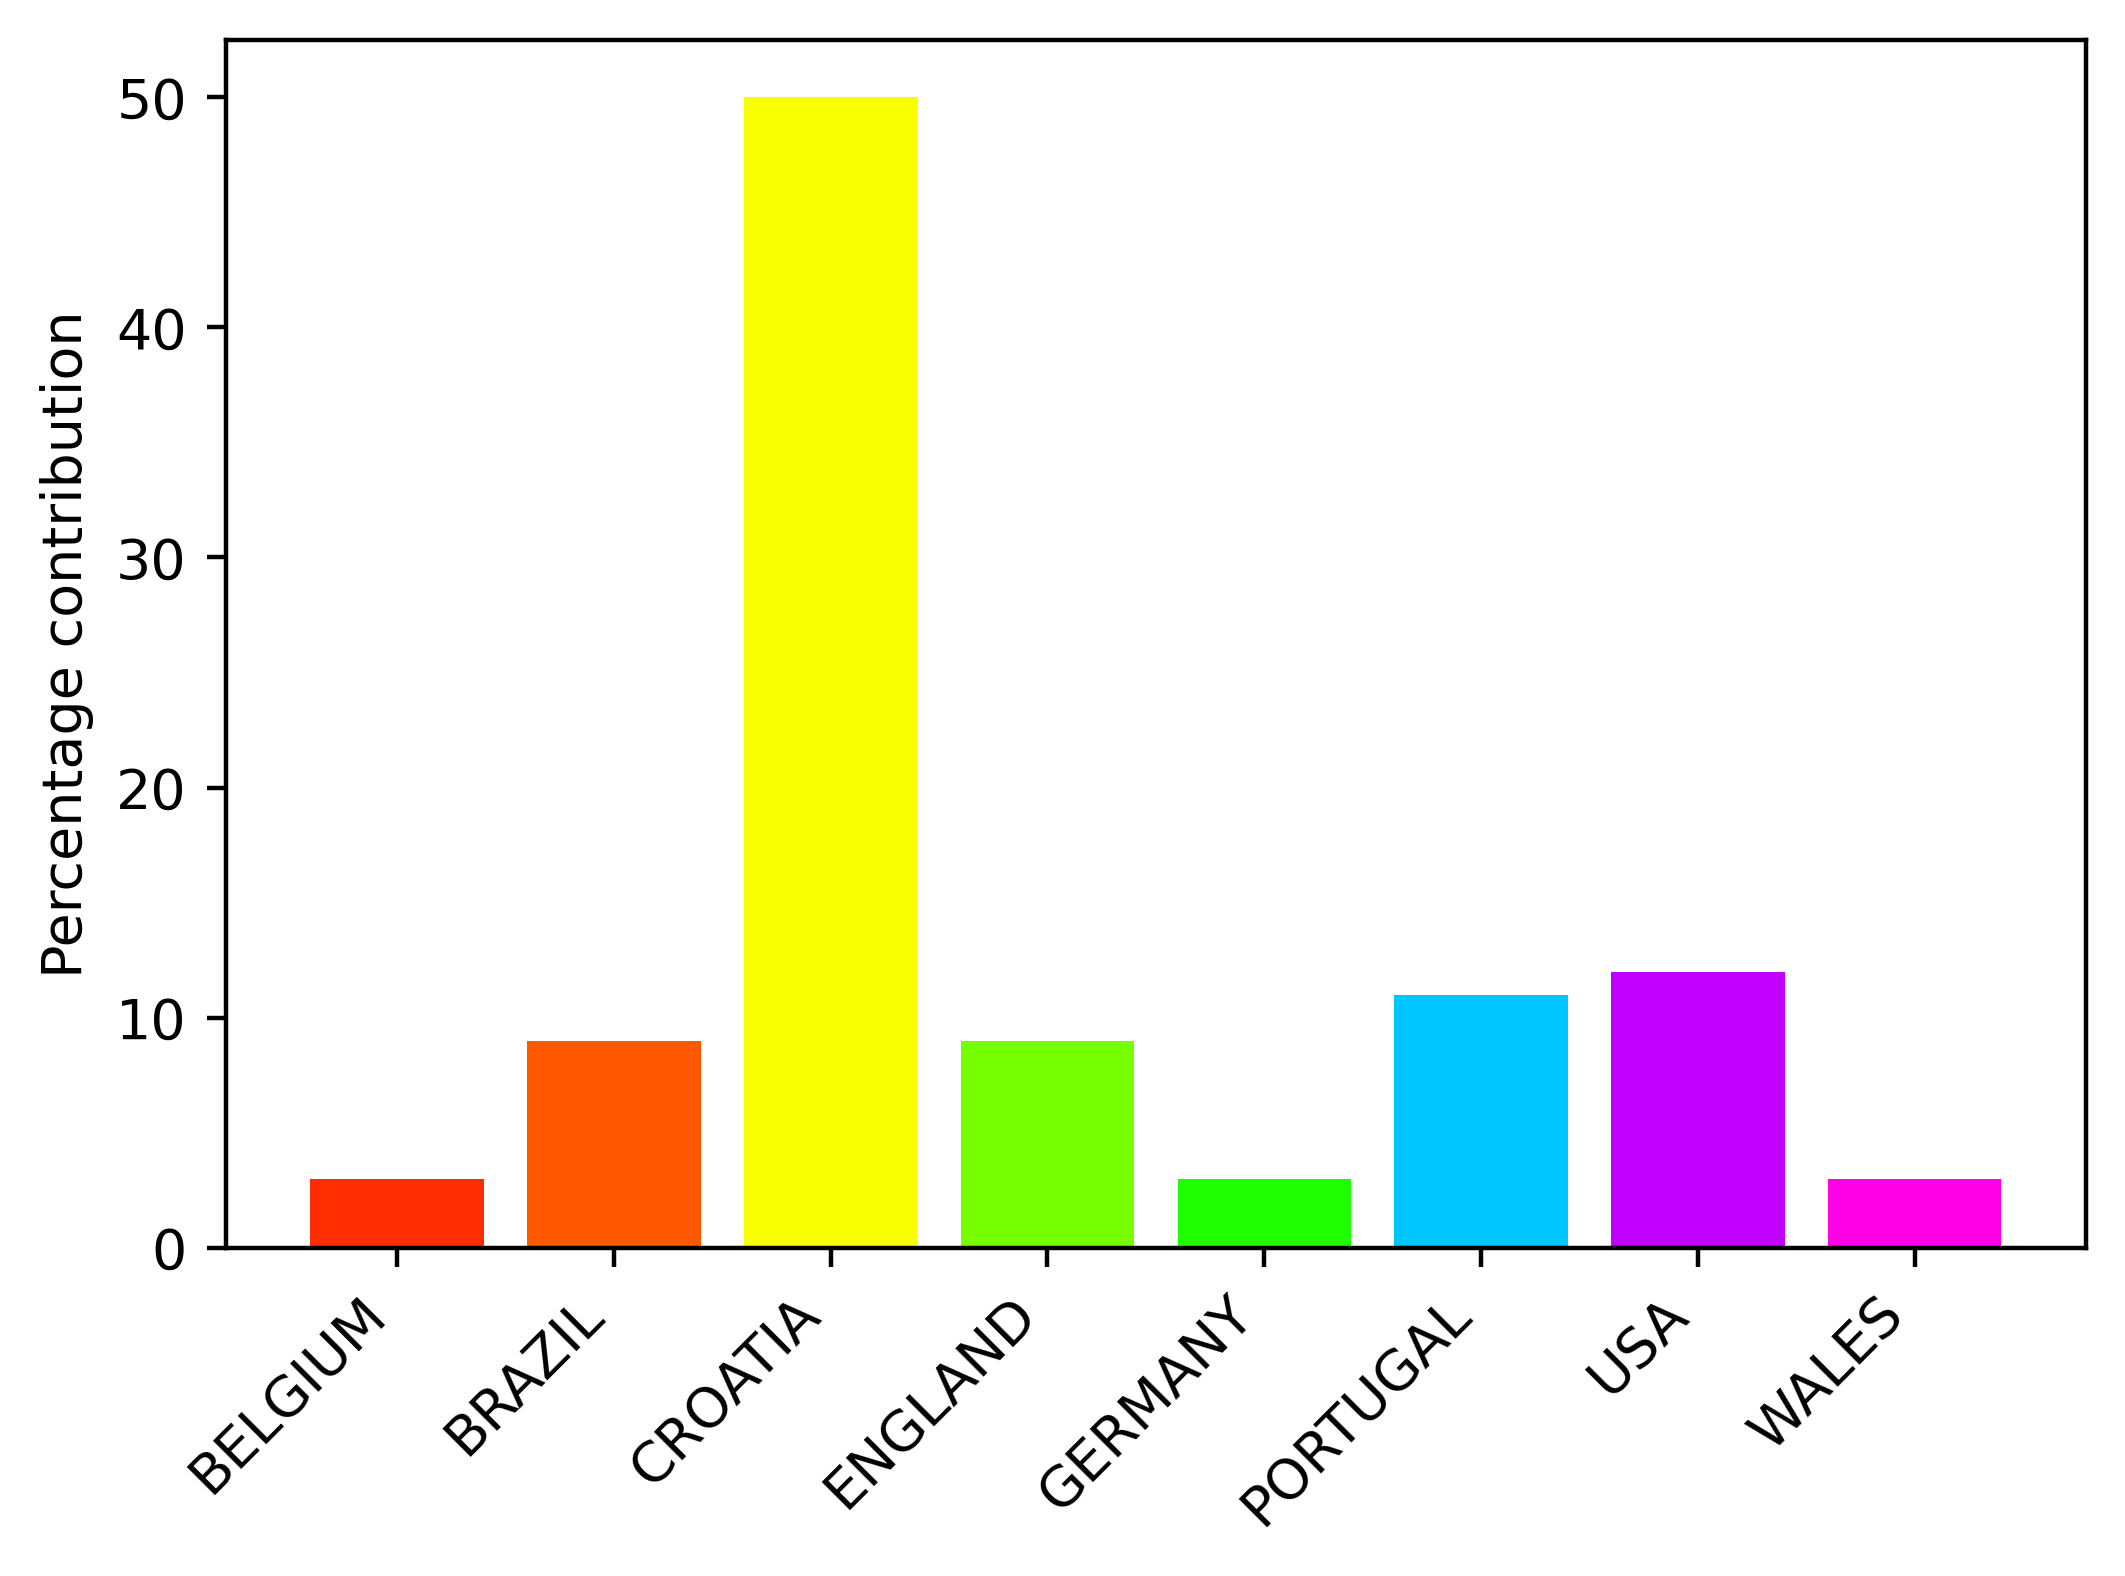 Percentage contribution
50
40
30
20
10
0
BELGIUM
BRAZIL
CROATIA
ENGLAND
GERMANY
PORTUGAL
USA
WALES